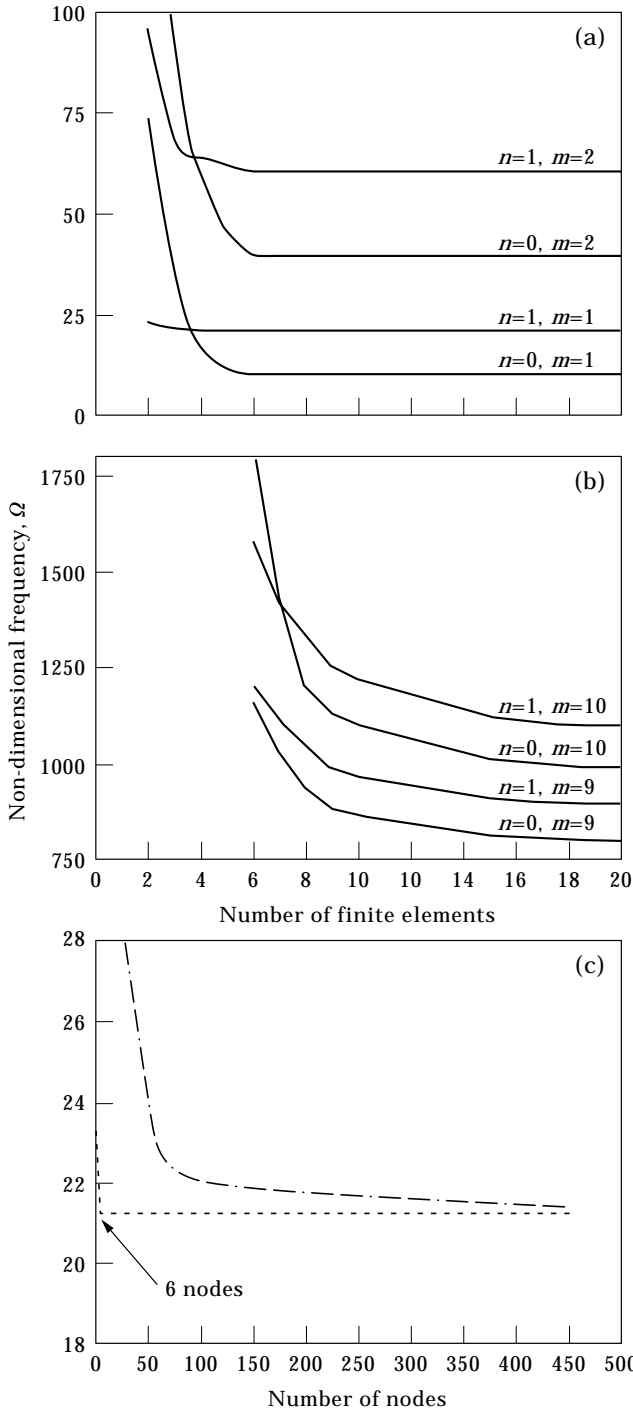 100
75
50
25
0
(a)
n=1, m=2
n=0, m=2
n=1, m=1
n=0, m=1
Non-dimensional frequency, Ω
1750
1500
1250
1000
750
(b)
n=1, m=10
n=0, m=10
n=1, m=9
n=0, m=9
0 2 4 6 8 10 10 14 16 18 20
Number of finite elements
28
26
24
22
20
18
(c)
6 nodes
0 50 100 150 200 250 300 350 400 450 500
Number of nodes